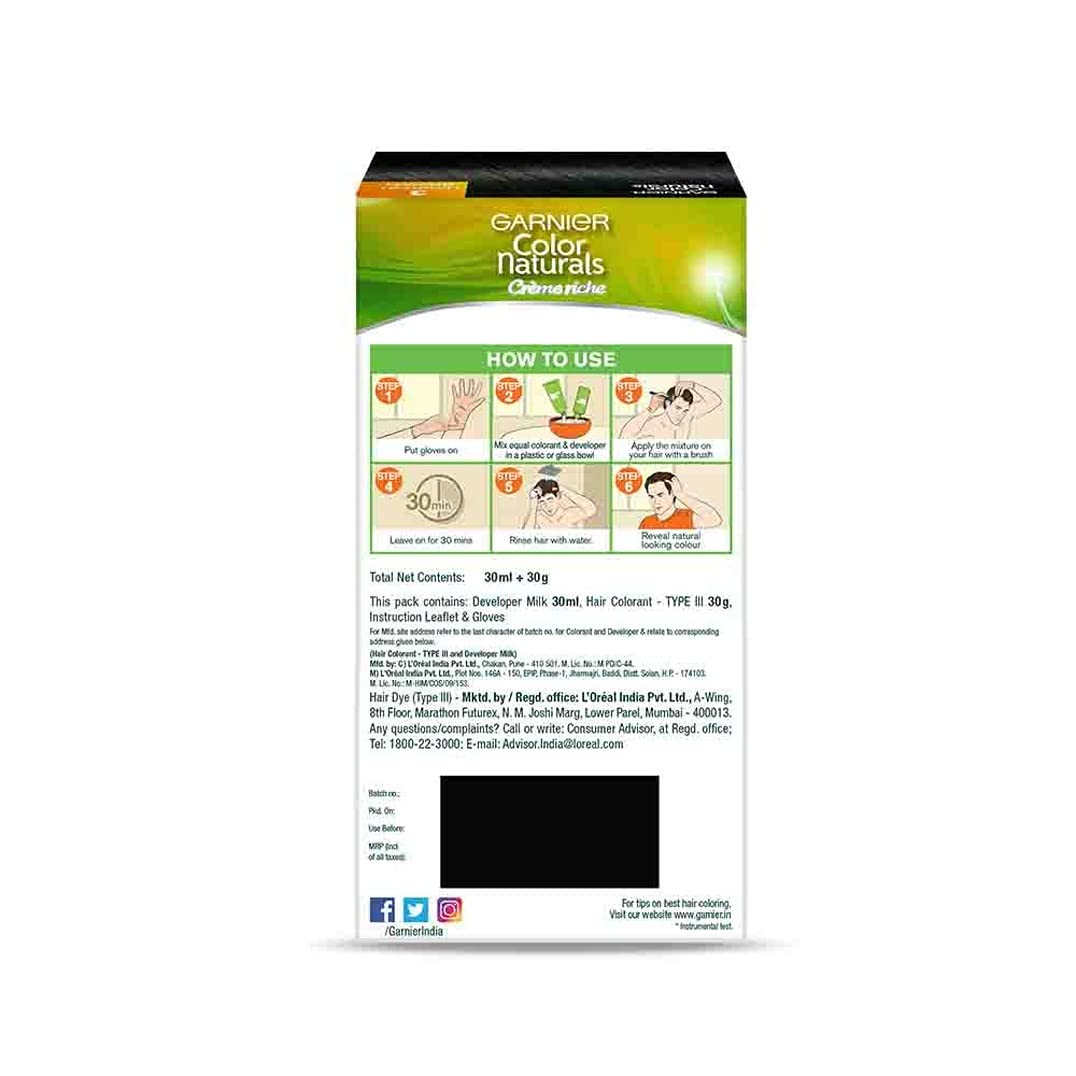 GARNIER
Color
Naturals
Crème riche
HOW TO USE
STEP
1
Put gloves on
STEP
2
Mix equal colorant & developer
in a plastic or glass bowl
STEP
3
Apply the mixture on
your hair with a brush
STEP
4
30min
Leave on for 30 mins
STEP
5
Rinse hair with water.
STEP
6
Reveal natural
looking colour
Total Net Contents: 30ml + 30g
This pack contains: Developer Milk 30ml, Hair Colorant - TYPE III 30g,
Instruction Leaflet & Gloves
For Mfd. site address refer to the last character of batch no. for Colorant and Developer & relate to corresponding
address given below.
(Hair Colorant - TYPE III and Developer Milk)
Mfd. by: C) L'Oréal India Pvt. Ltd., Chakan, Pune - 410 501. M. Lic. No.: M PD/C-44.
M) L'Oréal India Pvt. Ltd., Plot Nos. 146A - 150, EPIP, Phase-1, Jharmajri, Baddi, Distt. Solan, H.P. - 174103.
M. Lic. No.: M-HIM/COS/09/153.
Hair Dye (Type III) - Mktd. by / Regd. office: L'Oréal India Pvt. Ltd., A-Wing,
8th Floor, Marathon Futurex, N. M. Joshi Marg, Lower Parel, Mumbai - 400013.
Any questions/complaints? Call or write: Consumer Advisor, at Regd. office;
Tel: 1800-22-3000; E-mail: Advisor.India@loreal.com
Batch no.:
Pkd. On:
Use Before:
MRP (Incl
of all taxes):
/GarnierIndia
For tips on best hair coloring,
Visit our website www.garnier.in
* Instrumental test.